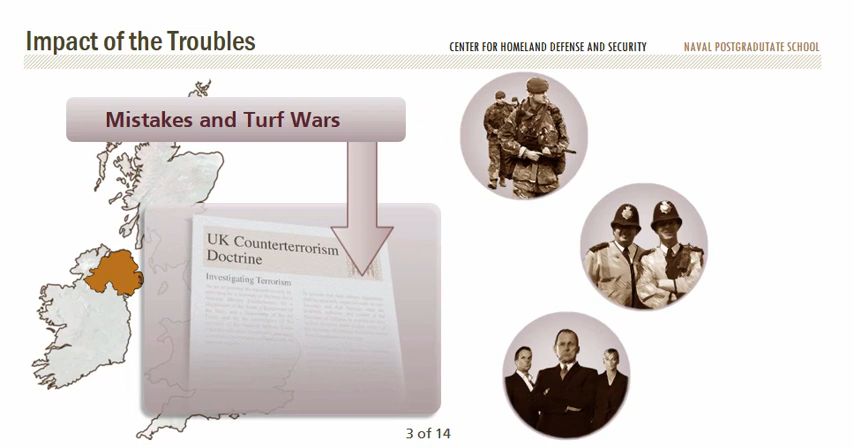 Impact of the Troubles
CENTER FOR HOMELAND DEFENSE AND SECURITY
NAVAL POSTGRADUTATE SCHOOL
Mistakes and Turf Wars
UK Counterterrorism
Doctrine
Investigating Terrorism
3 of 14